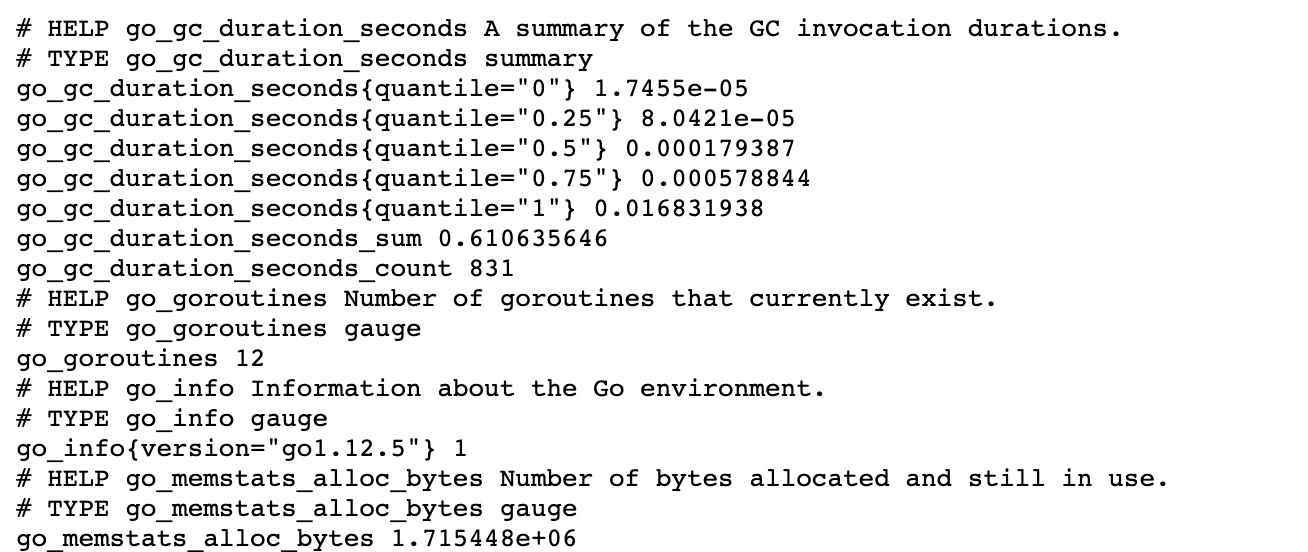 # HELP go_gc_duration_seconds A summary of the GC invocation durations.
# TYPE go_gc_duration_seconds summary
go_gc_duration_seconds{quantile="0"} 1.7455e-05
go_gc_duration_seconds{quantile="0.25"} 8.0421e-05
go_gc_duration_seconds{quantile="0.5"} 0.000179387
go_gc_duration_seconds{quantile="0.75"} 0.000578844
go_gc_duration_seconds{quantile="1"} 0.016831938
go_gc_duration_seconds_sum 0.610635646
go_gc_duration_seconds_count 831
# HELP go_goroutines Number of goroutines that currently exist.
# TYPE go_goroutines gauge
go_goroutines 12
# HELP go_info Information about the Go environment.
# TYPE go_info gauge
go_info{version="go1.12.5"} 1
# HELP go_memstats_alloc_bytes Number of bytes allocated and still in use.
# TYPE go_memstats_alloc_bytes gauge
go_memstats_alloc_bytes 1.715448e+06